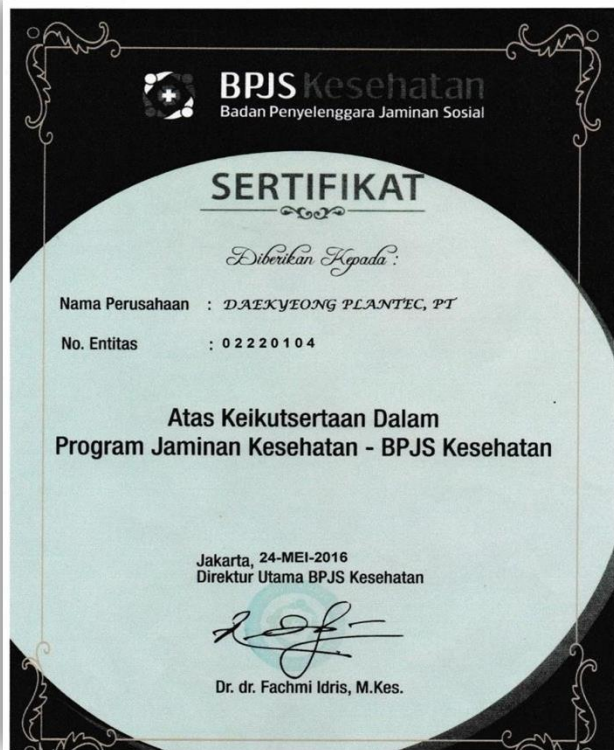 BPJS Kesehatan
Badan Penyelenggara Jaminan Sosial
SERTIFIKAT
Diberikan Kepada :
Nama Perusahaan : DAEKYEONG PLANTEC, PT
No. Entitas : 02220104
Atas Keikutsertaan Dalam
Program Jaminan Kesehatan - BPJS Kesehatan
Jakarta, 24-MEI-2016
Direktur Utama BPJS Kesehatan
Dr. dr. Fachmi Idris, M.Kes.